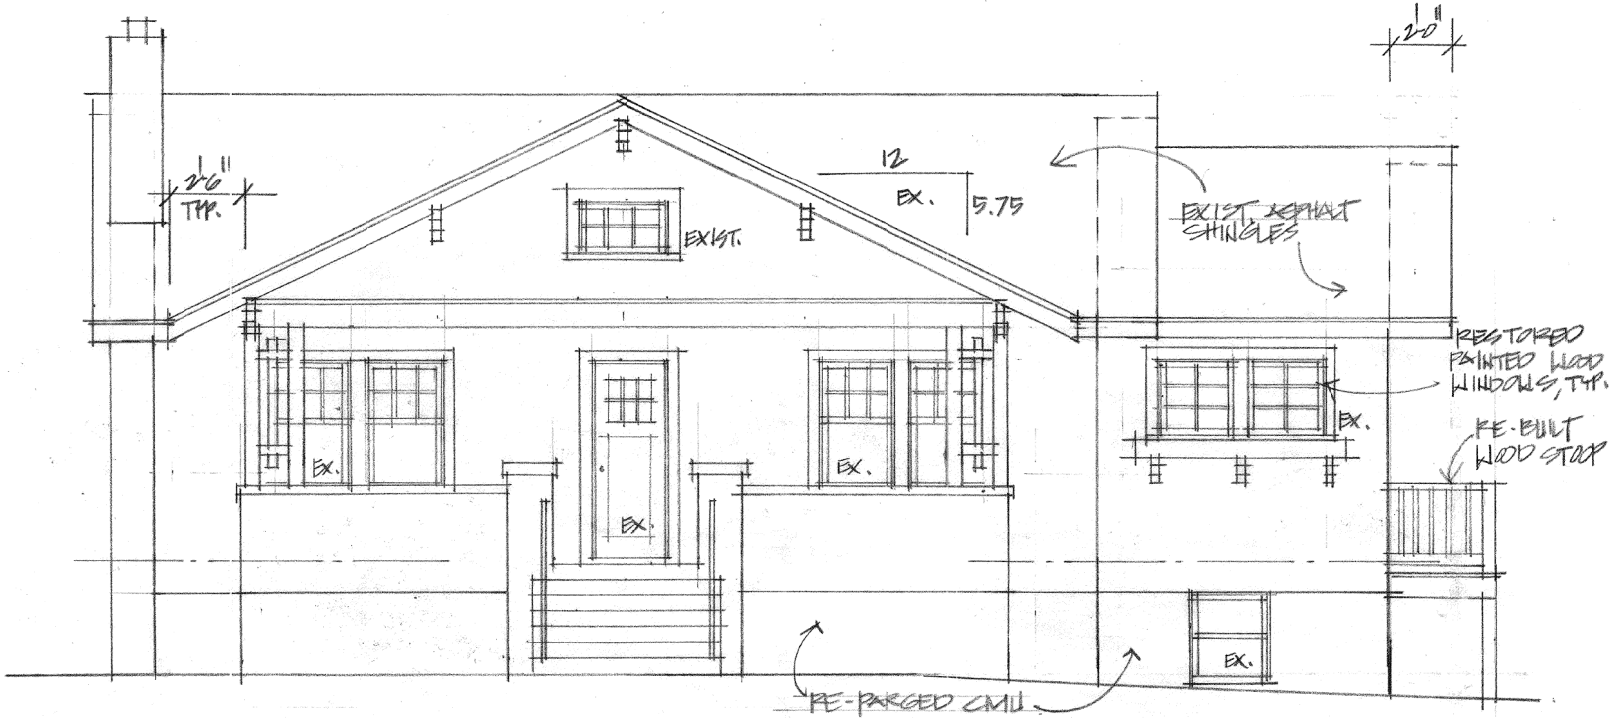 2'-0"
12
EX.
5.75
2'-6"
TYP.
EXIST.
EXIST. ASPHALT
SHINGLES
RESTORED
PAINTED WOOD
WINDOWS, TYP.
EX.
RE-BUILT
WOOD STOOP
EX.
EX.
EX.
EX.
RE-PARGED CMU